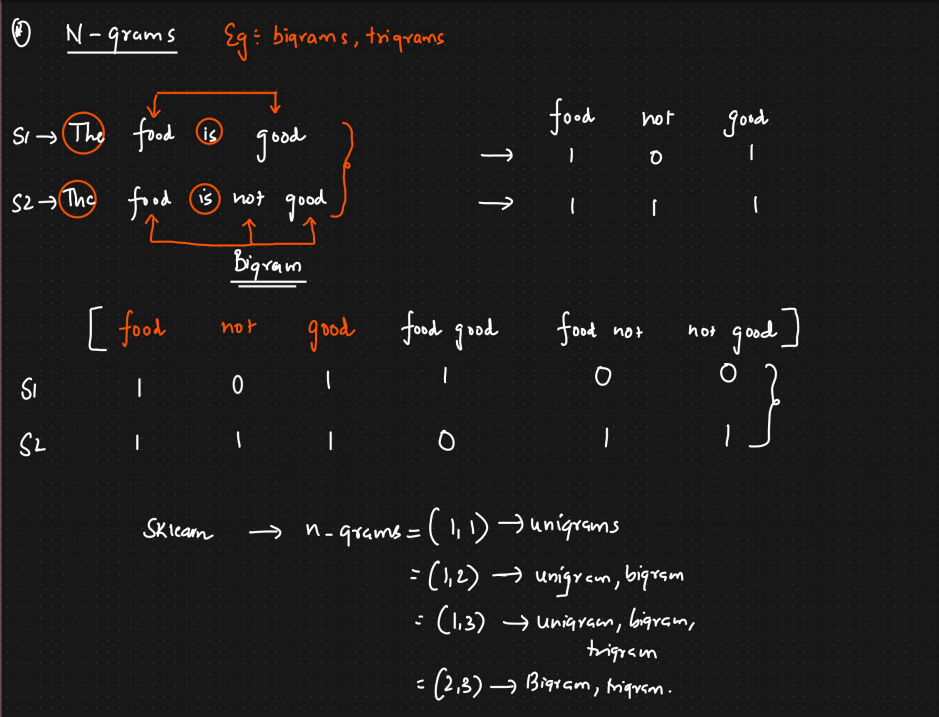 N-grams Eg: bigrams, trigrams
S1 → The food is good
S2 → The food is not good
Bigram
food not good
→ 1 0 1
→ 1 1 1
[ food not good food good food not not good ]
S1 1 0 1 1 0 0
S2 1 1 1 0 1 1
Sklearn → n-grams = (1,1) → unigrams
= (1,2) → unigram, bigram
= (1,3) → unigram, bigram,
trigram
= (2,3) → Bigram, trigram.